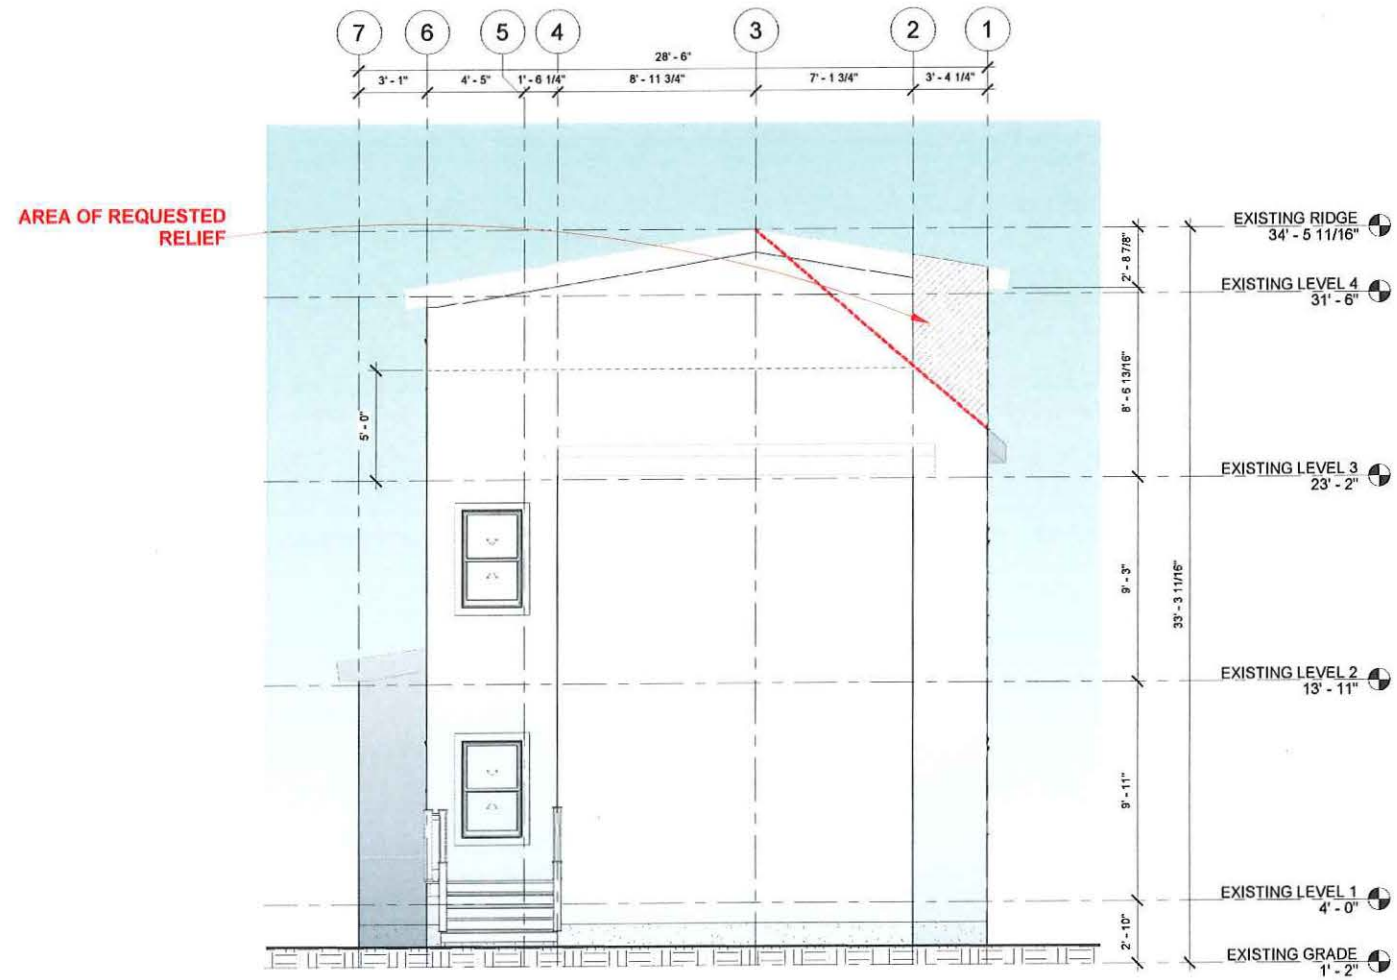 7 6 5 4 3 2 1
28' - 6"
3' - 1" 4' - 5" 1' - 6 1/4" 8' - 11 3/4" 7' - 1 3/4" 3' - 4 1/4"
AREA OF REQUESTED
RELIEF
EXISTING RIDGE
34' - 5 11/16"
2' - 8 7/8"
EXISTING LEVEL 4
31' - 6"
8' - 6 13/16"
5' - 0"
EXISTING LEVEL 3
23' - 2"
9' - 3"
33' - 3 11/16"
EXISTING LEVEL 2
13' - 11"
9' - 11"
EXISTING LEVEL 1
4' - 0"
2' - 10"
EXISTING GRADE
1' - 2"